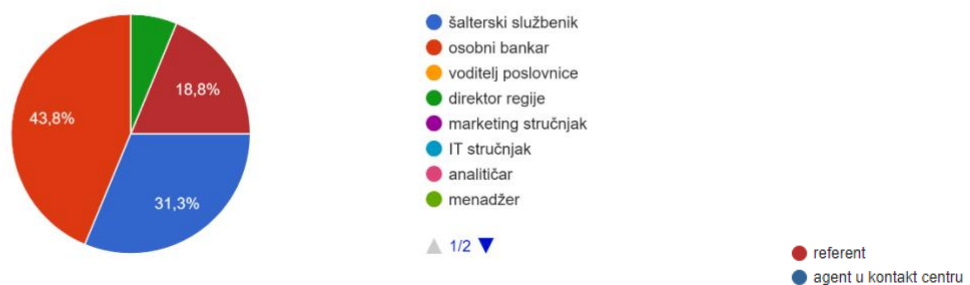 18,8%
43,8%
31,3%
šalterski službenik
osobni bankar
voditelj poslovnice
direktor regije
marketing stručnjak
IT stručnjak
analitičar
menadžer
1/2
referent
agent u kontakt centru